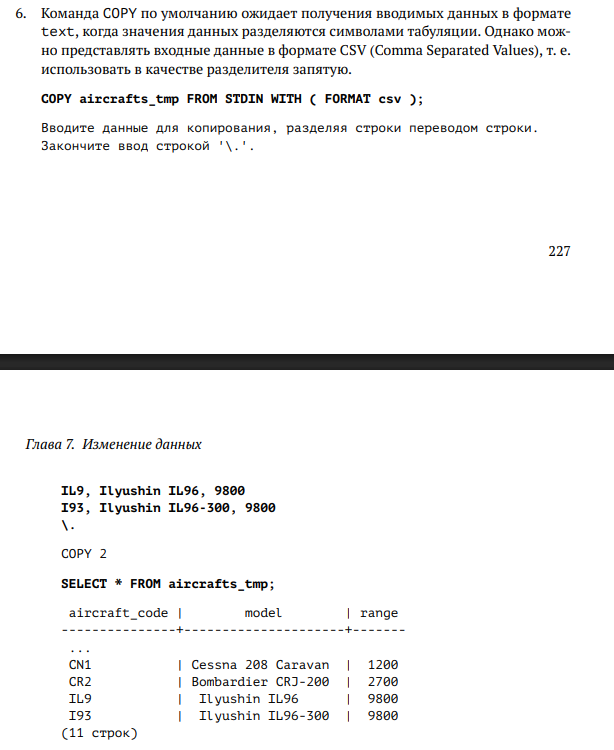 6. Команда COPY по умолчанию ожидает получения вводимых данных в формате
text, когда значения данных разделяются символами табуляции. Однако мож-
но представлять входные данные в формате CSV (Comma Separated Values), т. е.
использовать в качестве разделителя запятую.
COPY aircrafts_tmp FROM STDIN WITH ( FORMAT csv );
Вводите данные для копирования, разделяя строки переводом строки.
Закончите ввод строкой '\.'.
227
Глава 7. Изменение данных
IL9, Ilyushin IL96, 9800
I93, Ilyushin IL96-300, 9800
\.
COPY 2
SELECT * FROM aircrafts_tmp;
 aircraft_code |        model        | range
---------------+---------------------+-------
 ...
 CN1           | Cessna 208 Caravan  |  1200
 CR2           | Bombardier CRJ-200  |  2700
 IL9           |  Ilyushin IL96      |  9800
 I93           |  Ilyushin IL96-300  |  9800
(11 строк)